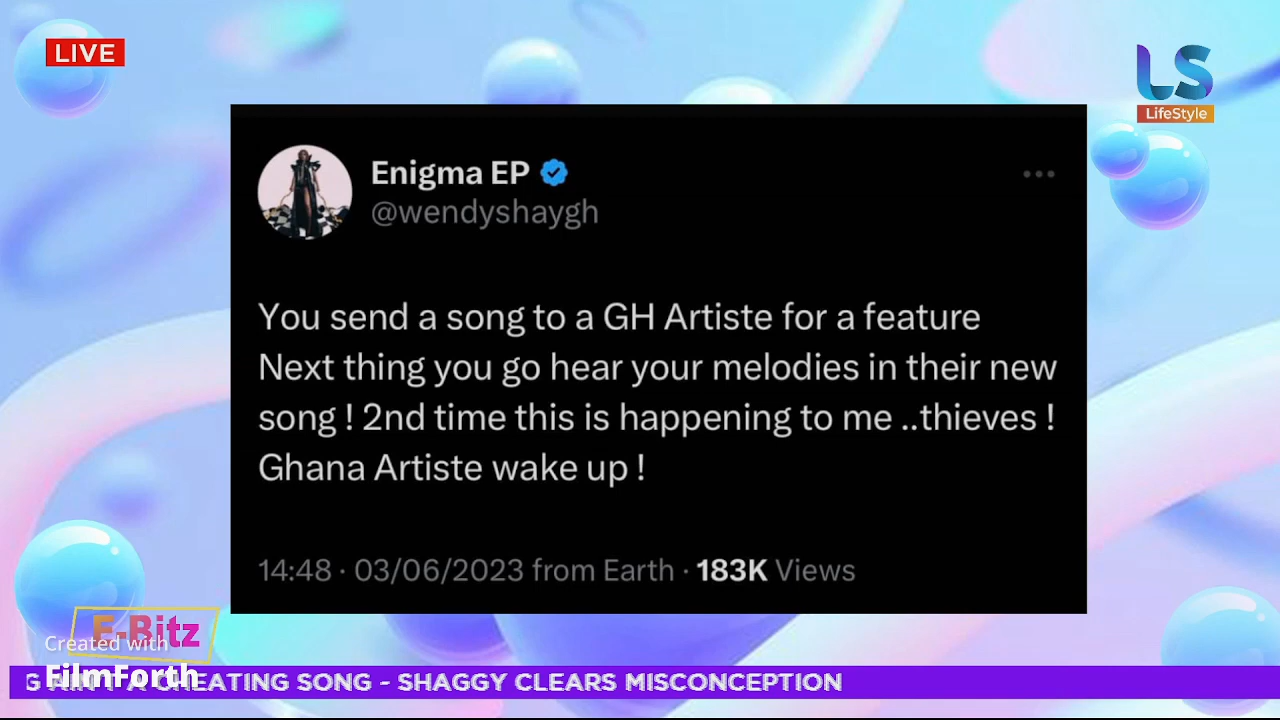 LIVE
LS
LifeStyle
Enigma EP
@wendyshaygh
You send a song to a GH Artiste for a feature
Next thing you go hear your melodies in their new
song ! 2nd time this is happening to me ..thieves !
Ghana Artiste wake up !
14:48 · 03/06/2023 from Earth · 183K Views
E-Bitz
Created with
FilmForth
G AIN'T A CHEATING SONG - SHAGGY CLEARS MISCONCEPTION